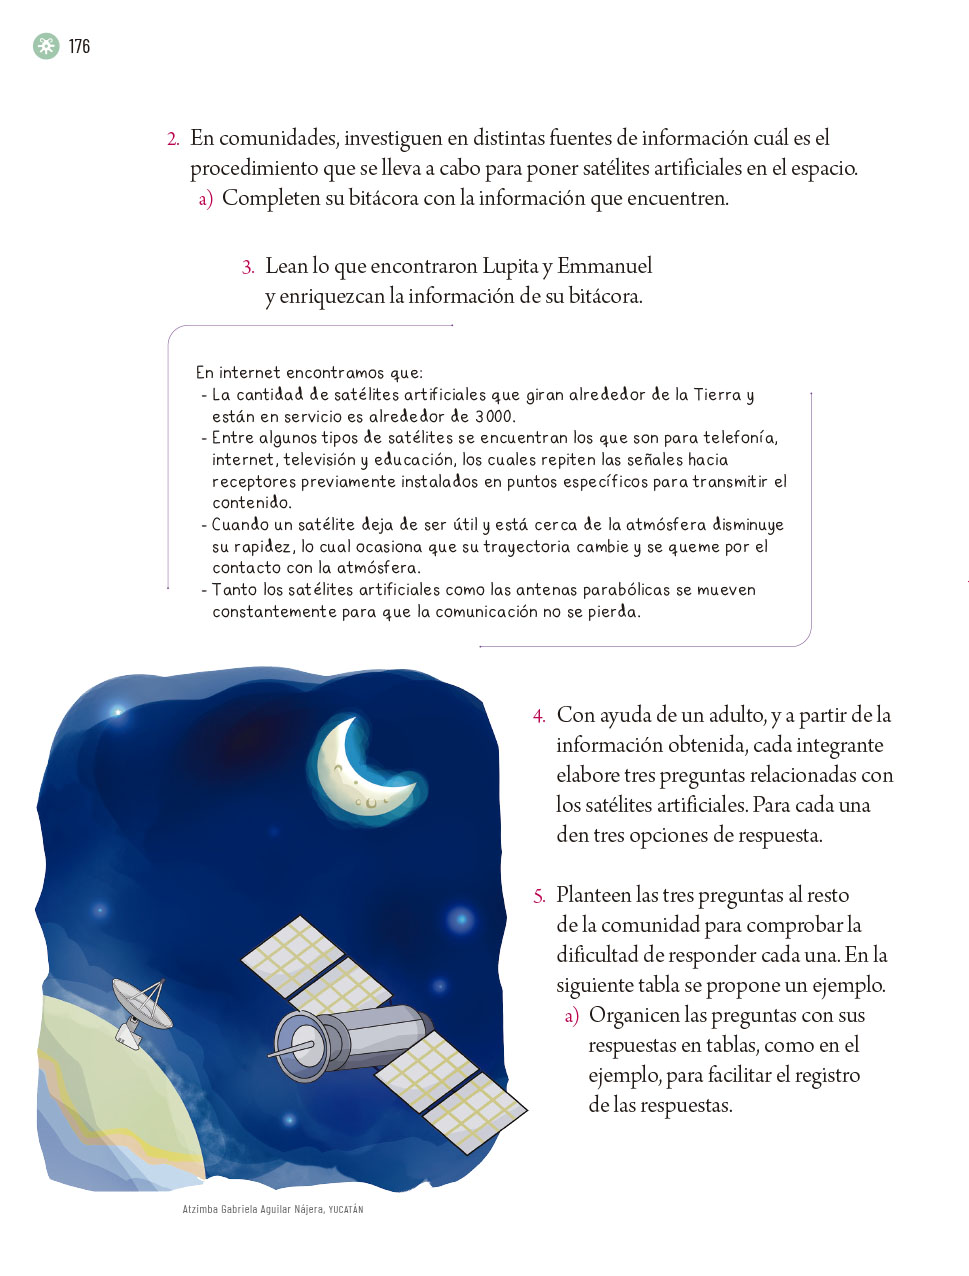 176
2. En comunidades, investiguen en distintas fuentes de información cuál es el
procedimiento que se lleva a cabo para poner satélites artificiales en el espacio.
a) Completen su bitácora con la información que encuentren.
3. Lean lo que encontraron Lupita y Emmanuel
y enriquezcan la información de su bitácora.
En internet encontramos que:
- La cantidad de satélites artificiales que giran alrededor de la Tierra y
están en servicio es alrededor de 3 000.
- Entre algunos tipos de satélites se encuentran los que son para telefonía,
internet, televisión y educación, los cuales repiten las señales hacia
receptores previamente instalados en puntos específicos para transmitir el
contenido.
- Cuando un satélite deja de ser útil y está cerca de la atmósfera disminuye
su rapidez, lo cual ocasiona que su trayectoria cambie y se queme por el
contacto con la atmósfera.
- Tanto los satélites artificiales como las antenas parabólicas se mueven
constantemente para que la comunicación no se pierda.
4. Con ayuda de un adulto, y a partir de la
información obtenida, cada integrante
elabore tres preguntas relacionadas con
los satélites artificiales. Para cada una
den tres opciones de respuesta.
5. Planteen las tres preguntas al resto
de la comunidad para comprobar la
dificultad de responder cada una. En la
siguiente tabla se propone un ejemplo.
a) Organicen las preguntas con sus
respuestas en tablas, como en el
ejemplo, para facilitar el registro
de las respuestas.
Atzimba Gabriela Aguilar Nájera, YUCATÁN